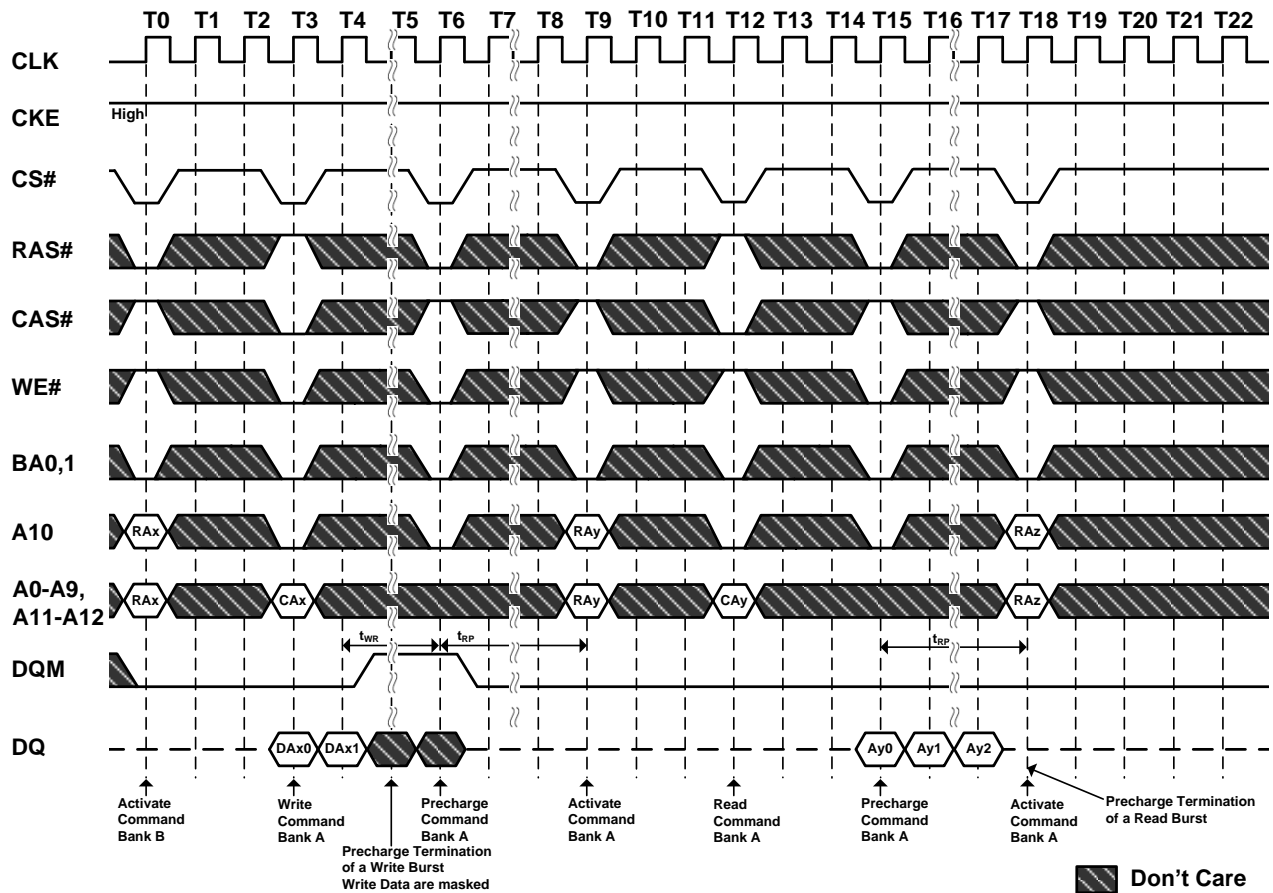 T0 T1 T2 T3 T4 T5 T6 T7 T8 T9 T10 T11 T12 T13 T14 T15 T16 T17 T18 T19 T20 T21 T22
CLK
CKE
High
CS#
RAS#
CAS#
WE#
BA0,1
A10
RAx RAy RAz
A0-A9,
A11-A12
RAx CAx RAy CAy RAz
tWR tRP tRP
DQM
DQ
DAx0 DAx1 Ay0 Ay1 Ay2
Activate
Command
Bank B
Write
Command
Bank A
Precharge Termination
of a Write Burst
Write Data are masked
Precharge
Command
Bank A
Activate
Command
Bank A
Read
Command
Bank A
Precharge
Command
Bank A
Activate
Command
Bank A
Precharge Termination
of a Read Burst
Don't Care